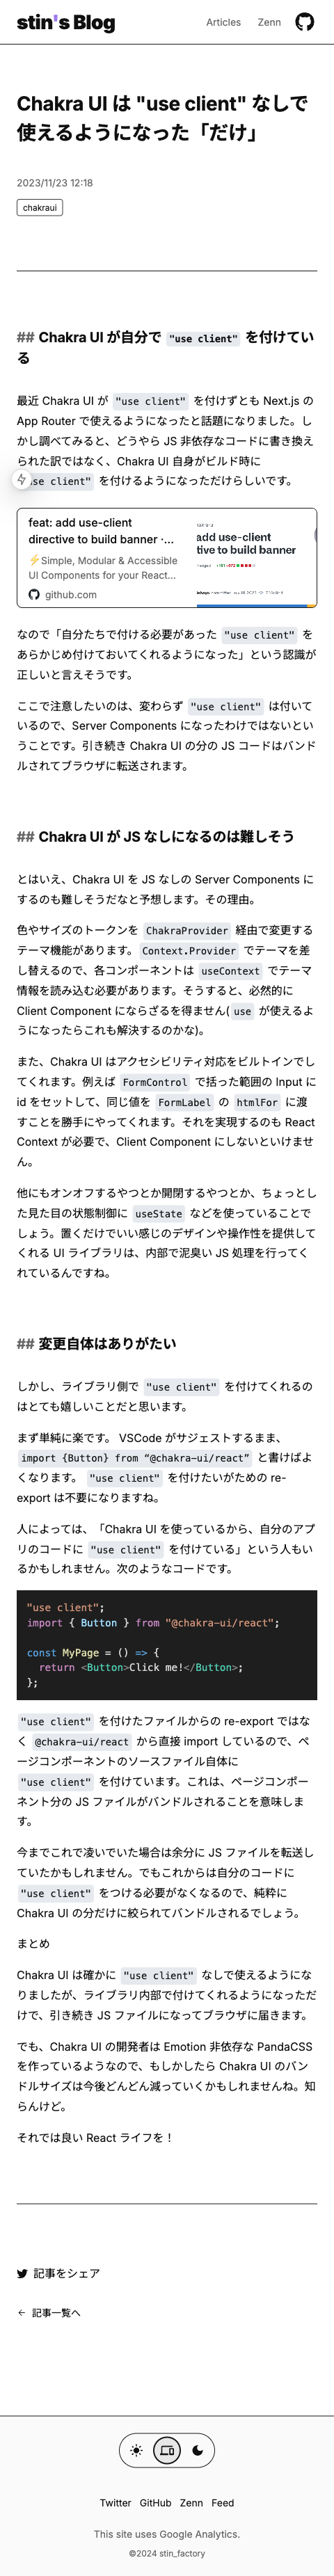 stin's Blog
Articles Zenn
Chakra UI は "use client" なしで
使えるようになった「だけ」
2023/11/23 12:18
chakraui
## Chakra UI が自分で "use client" を付けてい
る
最近 Chakra UI が "use client" を付けずとも Next.js の
App Router で使えるようになったと話題になりました。し
かし調べてみると、どうやら JS 非依存なコードに書き換え
られた訳ではなく、Chakra UI 自身がビルド時に
use client" を付けるようになっただけらしいです。
feat: add use-client
directive to build banner ·...
⚡Simple, Modular & Accessible
UI Components for your React...
github.com
add use-client
tive to build banner
なので「自分たちで付ける必要があった "use client" を
あらかじめ付けておいてくれるようになった」という認識が
正しいと言えそうです。
ここで注意したいのは、変わらず "use client" は付いて
いるので、Server Components になったわけではないとい
うことです。引き続き Chakra UI の分の JS コードはバンド
ルされてブラウザに転送されます。
## Chakra UI が JS なしになるのは難しそう
とはいえ、Chakra UI を JS なしの Server Components に
するのも難しそうだなと予想します。その理由。
色やサイズのトークンを ChakraProvider 経由で変更する
テーマ機能があります。 Context.Provider でテーマを差
し替えるので、各コンポーネントは useContext でテーマ
情報を読み込む必要があります。そうすると、必然的に
Client Component にならざるを得ません( use が使えるよ
うになったらこれも解決するのかな)。
また、Chakra UI はアクセシビリティ対応をビルトインでし
てくれます。例えば FormControl で括った範囲の Input に
id をセットして、同じ値を FormLabel の htmlFor に渡
すことを勝手にやってくれます。それを実現するのも React
Context が必要で、Client Component にしないといけませ
ん。
他にもオンオフするやつとか開閉するやつとか、ちょっとし
た見た目の状態制御に useState などを使っていることで
しょう。置くだけでいい感じのデザインや操作性を提供して
くれる UI ライブラリは、内部で泥臭い JS 処理を行ってく
れているんですね。
## 変更自体はありがたい
しかし、ライブラリ側で "use client" を付けてくれるの
はとても嬉しいことだと思います。
まず単純に楽です。 VSCode がサジェストするまま、
import {Button} from “@chakra-ui/react” と書けばよ
くなります。 "use client" を付けたいがための re-
export は不要になりますね。
人によっては、「Chakra UI を使っているから、自分のアプ
リのコードに "use client" を付けている」という人もい
るかもしれません。次のようなコードです。
"use client";
import { Button } from "@chakra-ui/react";
const MyPage = () => {
return <Button>Click me!</Button>;
};
"use client" を付けたファイルからの re-export ではな
く @chakra-ui/react から直接 import しているので、ペ
ージコンポーネントのソースファイル自体に
"use client" を付けています。これは、ページコンポー
ネント分の JS ファイルがバンドルされることを意味しま
す。
今までこれで凌いでいた場合は余分に JS ファイルを転送し
ていたかもしれません。でもこれからは自分のコードに
"use client" をつける必要がなくなるので、純粋に
Chakra UI の分だけに絞られてバンドルされるでしょう。
まとめ
Chakra UI は確かに "use client" なしで使えるようにな
りましたが、ライブラリ内部で付けてくれるようになっただ
けで、引き続き JS ファイルになってブラウザに届きます。
でも、Chakra UI の開発者は Emotion 非依存な PandaCSS
を作っているようなので、もしかしたら Chakra UI のバン
ドルサイズは今後どんどん減っていくかもしれませんね。知
らんけど。
それでは良い React ライフを！
記事をシェア
← 記事一覧へ
Twitter GitHub Zenn Feed
This site uses Google Analytics.
©2024 stin_factory